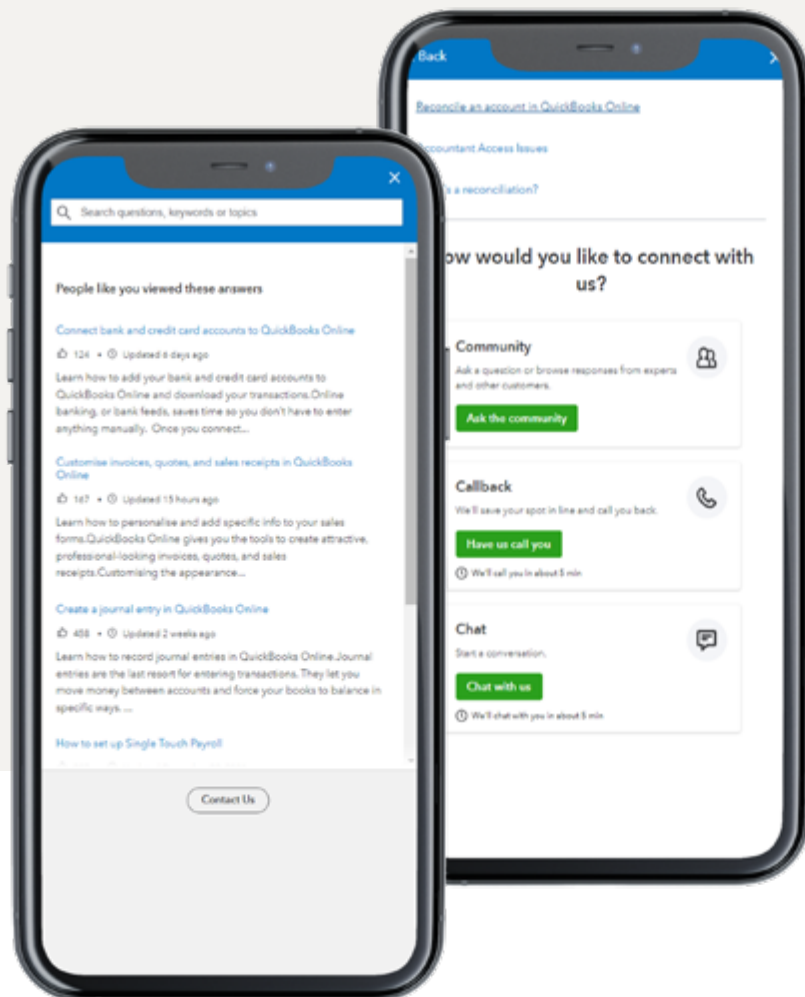 Search questions, keywords or topics
People like you viewed these answers
Connect bank and credit card accounts to QuickBooks Online
124 • Updated 6 days ago
Learn how to add your bank and credit card accounts to
QuickBooks Online and download your transactions.Online
banking, or bank feeds, saves time so you don't have to enter
anything manually. Once you connect...
Customise invoices, quotes, and sales receipts in QuickBooks
Online
167 • Updated 15 hours ago
Learn how to personalise and add specific info to your sales
forms.QuickBooks Online gives you the tools to create attractive,
professional-looking invoices, quotes, and sales
receipts.Customising the appearance...
Create a journal entry in QuickBooks Online
458 • Updated 2 weeks ago
Learn how to record journal entries in QuickBooks Online.Journal
entries are the last resort for entering transactions. They let you
move money between accounts and force your books to balance in
specific ways. ...
How to set up Single Touch Payroll
Contact Us
Back
Reconcile an account in QuickBooks Online
Accountant Access Issues
's a reconciliation?
ow would you like to connect with
us?
Community
Ask a question or browse responses from experts
and other customers.
Ask the community
Callback
We'll save your spot in line and call you back.
Have us call you
We'll call you in about 5 min
Chat
Start a conversation.
Chat with us
We'll chat with you in about 5 min